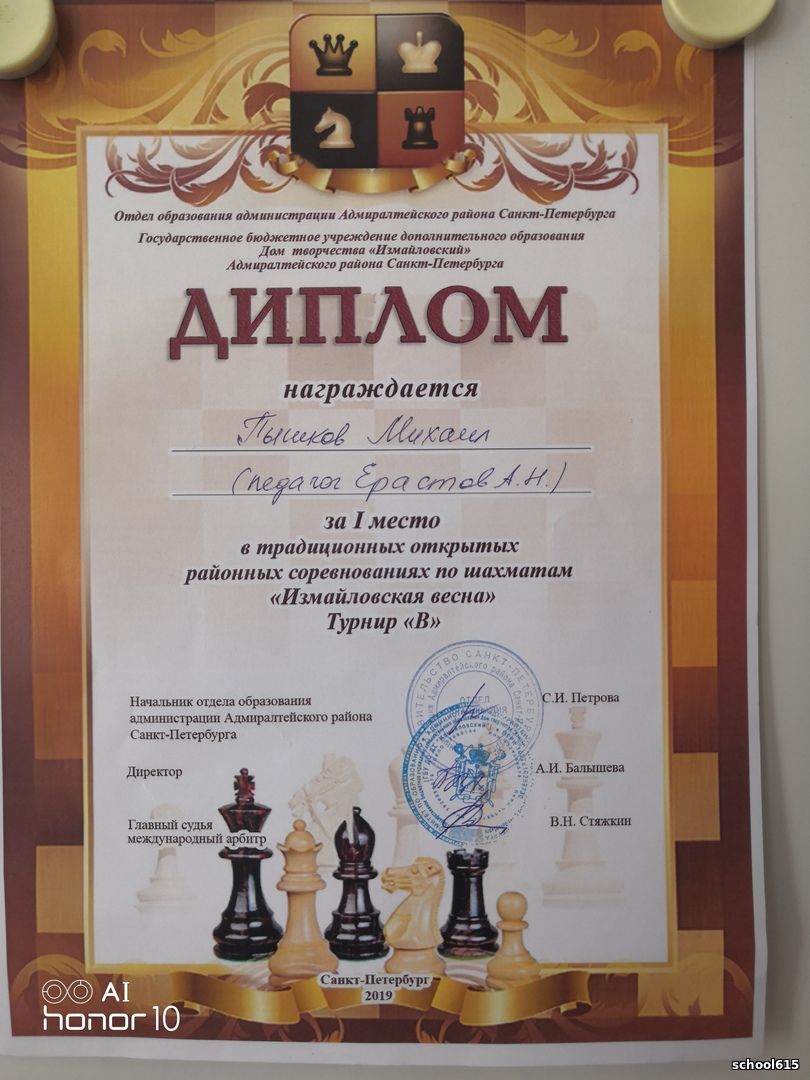 Отдел образования администрации Адмиралтейского района Санкт-Петербурга
Государственное бюджетное учреждение дополнительного образования
Дом творчества «Измайловский»
Адмиралтейского района Санкт-Петербурга
ДИПЛОМ
награждается
Пышков Михаил
(педагог Ерастов А.Н.)
за I место
в традиционных открытых
районных соревнованиях по шахматам
«Измайловская весна»
Турнир «В»
Начальник отдела образования
администрации Адмиралтейского района
Санкт-Петербурга
С.И. Петрова
Директор
А.И. Балышева
Главный судья
международный арбитр
В.Н. Стяжкин
Санкт-Петербург
2019
AI
honor 10
school615